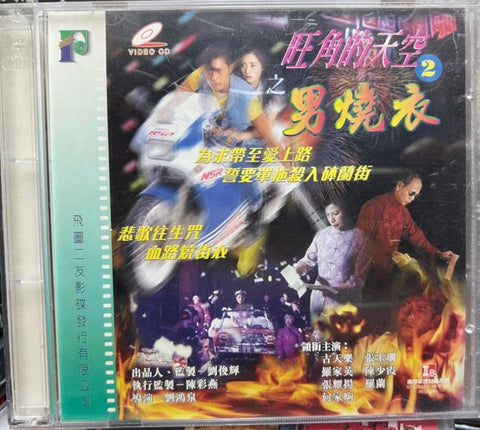 VIDEO CD
旺角的天空
2
之
男燒衣
為求帶至愛上路
誓要單拖殺入砵蘭街
NSR
悲歌往生咒
血路燒街衣
飛圖二友影碟發行有限公司
出品人、監製—劉俊輝
執行監製—陳彩燕
導演—劉鴻泉
領銜主演：
古天樂 張玉珊
羅家英 陳少霞
張耀揚 羅蘭
何家駒
IIB